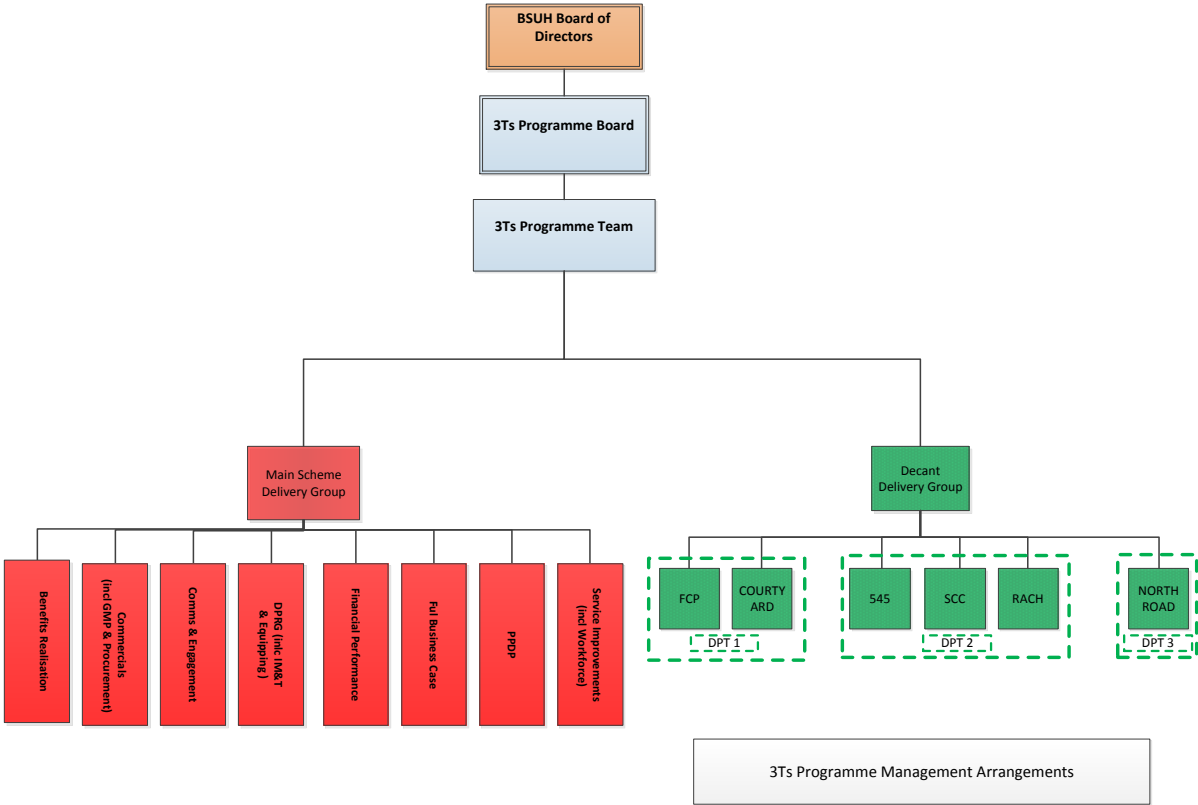 BSUH Board of
Directors
3Ts Programme Board
3Ts Programme Team
Main Scheme
Delivery Group
Decant
Delivery Group
Benefits Realisation
Commercials
(incl GMP & Procurement)
Comms & Engagement
DPRG (inlc IM&T
& Equipping )
Financial Performance
Ful Business Case
PPDP
Service Improvements
(incl Workforce)
FCP
COURTY
ARD
DPT 1
545
SCC
RACH
DPT 2
NORTH
ROAD
DPT 3
3Ts Programme Management Arrangements